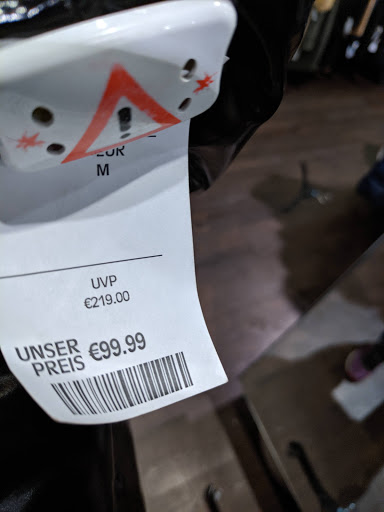 EUR
M
UVP
€219.00
UNSER
PREIS €99.99